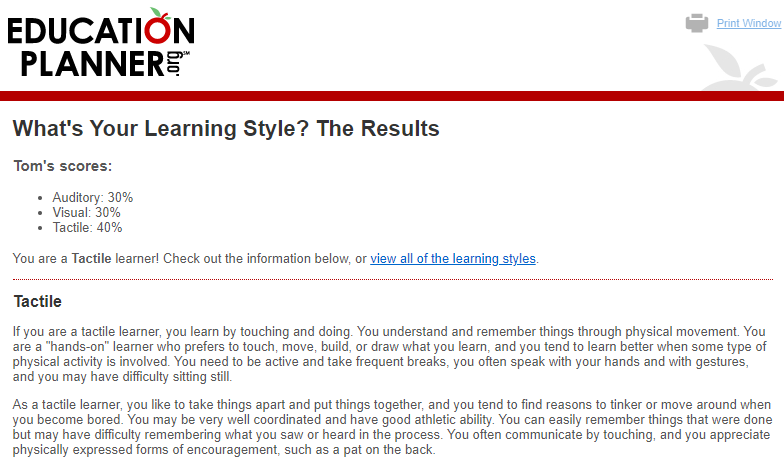 EDUCATION
PLANNER.org℠
Print Window
What's Your Learning Style? The Results
Tom's scores:
• Auditory: 30%
• Visual: 30%
• Tactile: 40%
You are a Tactile learner! Check out the information below, or view all of the learning styles.
Tactile
If you are a tactile learner, you learn by touching and doing. You understand and remember things through physical movement. You
are a "hands-on" learner who prefers to touch, move, build, or draw what you learn, and you tend to learn better when some type of
physical activity is involved. You need to be active and take frequent breaks, you often speak with your hands and with gestures,
and you may have difficulty sitting still.
As a tactile learner, you like to take things apart and put things together, and you tend to find reasons to tinker or move around when
you become bored. You may be very well coordinated and have good athletic ability. You can easily remember things that were done
but may have difficulty remembering what you saw or heard in the process. You often communicate by touching, and you appreciate
physically expressed forms of encouragement, such as a pat on the back.